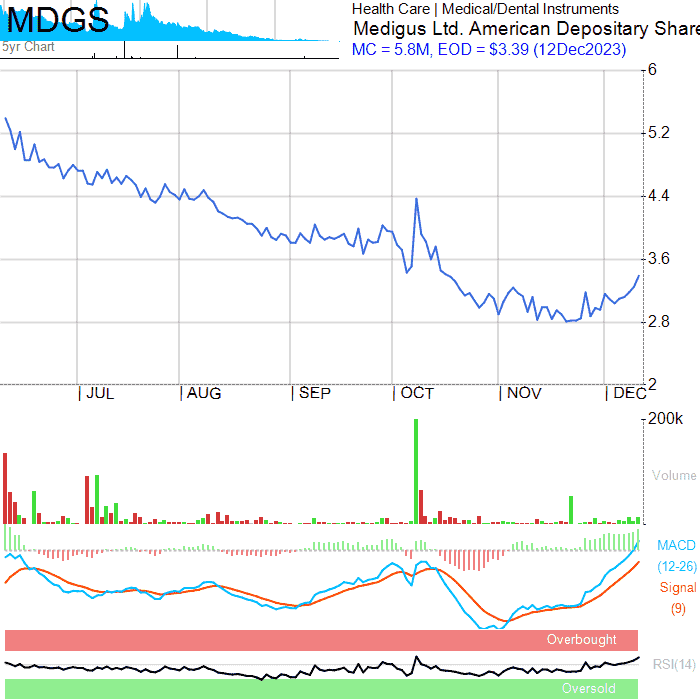 MDGS
5yr Chart
Health Care | Medical/Dental Instruments
Medigus Ltd. American Depositary Share
MC = 5.8M, EOD = $3.39 (12Dec2023)
6
5.2
4.4
3.6
2.8
2
| JUL | AUG | SEP | OCT | NOV | DEC
200k
Volume
MACD
(12-26)
Signal
(9)
Overbought
RSI(14)
Oversold